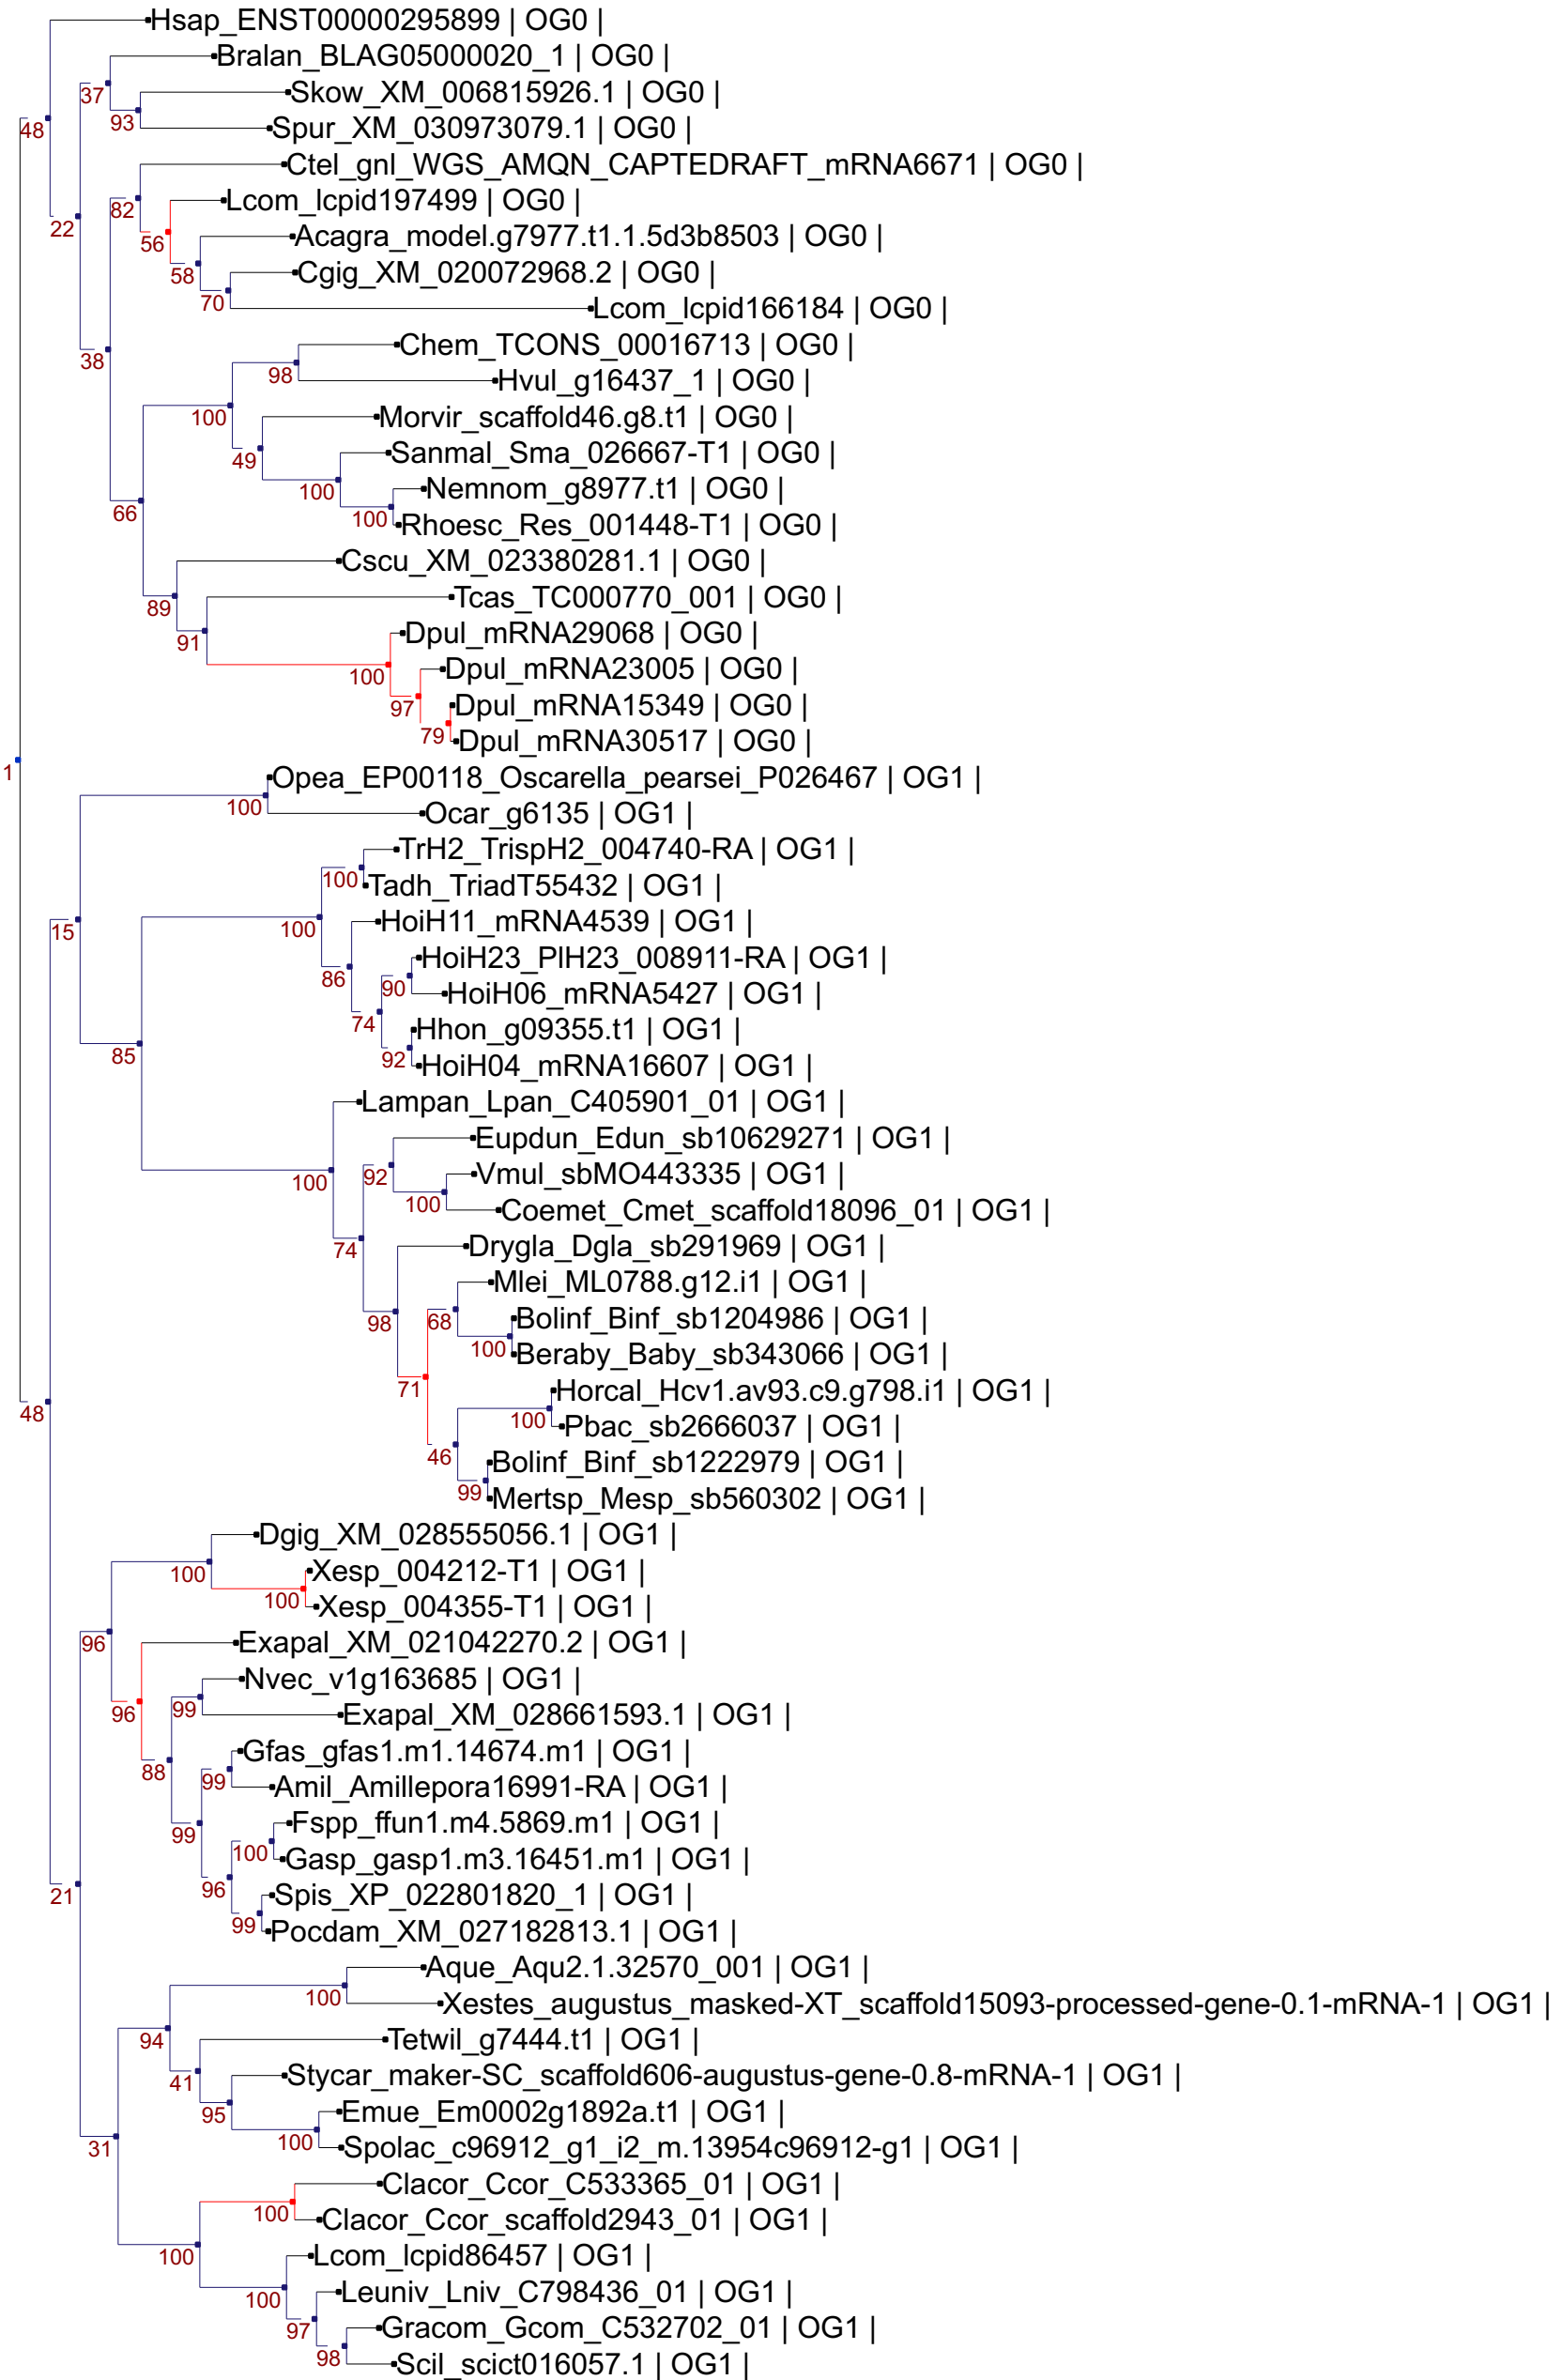 Hsap_ENST00000295899 | OG0 |
Bralan_BLAG05000020_1 | OG0 |
37
Skow_XM_006815926.1 | OG0 |
48
93
Spur_XM_030973079.1 | OG0 |
Ctel_gnl_WGS_AMQN_CAPTEDRAFT_mRNA6671 | OG0 |
82
Lcom_lcpid197499 | OG0 |
22
56
Acagra_model.g7977.t1.1.5d3b8503 | OG0 |
58
Cgig_XM_020072968.2 | OG0 |
70
Lcom_lcpid166184 | OG0 |
Chem_TCONS_00016713 | OG0 |
38
98
Hvul_g16437_1 | OG0 |
100
Morvir_scaffold46.g8.t1 | OG0 |
49
Sanmal_Sma_026667-T1 | OG0 |
100
Nemnom_g8977.t1 | OG0 |
66
100
Rhoesc_Res_001448-T1 | OG0 |
Cscu_XM_023380281.1 | OG0 |
89
Tcas_TC000770_001 | OG0 |
91
Dpul_mRNA29068 | OG0 |
100
Dpul_mRNA23005 | OG0 |
97
Dpul_mRNA15349 | OG0 |
79
Dpul_mRNA30517 | OG0 |
1
Opea_EP00118_Oscarella_pearsei_P026467 | OG1 |
100
Ocar_g6135 | OG1 |
TrH2_TrispH2_004740-RA | OG1 |
100
Tadh_TriadT55432 | OG1 |
15
100
HoiH11_mRNA4539 | OG1 |
86
HoiH23_PlH23_008911-RA | OG1 |
90
HoiH06_mRNA5427 | OG1 |
74
Hhon_g09355.t1 | OG1 |
85
92
HoiH04_mRNA16607 | OG1 |
Lampan_Lpan_C405901_01 | OG1 |
Eupdun_Edun_sb10629271 | OG1 |
100
92
Vmul_sbMO443335 | OG1 |
100
Coemet_Cmet_scaffold18096_01 | OG1 |
74
Drygla_Dgla_sb291969 | OG1 |
Mlei_ML0788.g12.i1 | OG1 |
98
68
Bolinf_Binf_sb1204986 | OG1 |
100
Beraby_Baby_sb343066 | OG1 |
71
Horcal_Hcv1.av93.c9.g798.i1 | OG1 |
48
100
Pbac_sb2666037 | OG1 |
46
Bolinf_Binf_sb1222979 | OG1 |
99
Mertsp_Mesp_sb560302 | OG1 |
Dgig_XM_028555056.1 | OG1 |
100
Xesp_004212-T1 | OG1 |
100
Xesp_004355-T1 | OG1 |
96
Exapal_XM_021042270.2 | OG1 |
Nvec_v1g163685 | OG1 |
96
99
Exapal_XM_028661593.1 | OG1 |
Gfas_gfas1.m1.14674.m1 | OG1 |
88
99
Amil_Amillepora16991-RA | OG1 |
Fspp_ffun1.m4.5869.m1 | OG1 |
99
100
Gasp_gasp1.m3.16451.m1 | OG1 |
21
96
Spis_XP_022801820_1 | OG1 |
99
Pocdam_XM_027182813.1 | OG1 |
Aque_Aqu2.1.32570_001 | OG1 |
100
Xestes_augustus_masked-XT_scaffold15093-processed-gene-0.1-mRNA-1 | OG1 |
94
Tetwil_g7444.t1 | OG1 |
41
Stycar_maker-SC_scaffold606-augustus-gene-0.8-mRNA-1 | OG1 |
95
Emue_Em0002g1892a.t1 | OG1 |
31
100
Spolac_c96912_g1_i2_m.13954c96912-g1 | OG1 |
Clacor_Ccor_C533365_01 | OG1 |
100
Clacor_Ccor_scaffold2943_01 | OG1 |
100
Lcom_lcpid86457 | OG1 |
100
Leuniv_Lniv_C798436_01 | OG1 |
97
Gracom_Gcom_C532702_01 | OG1 |
98
Scil_scict016057.1 | OG1 |